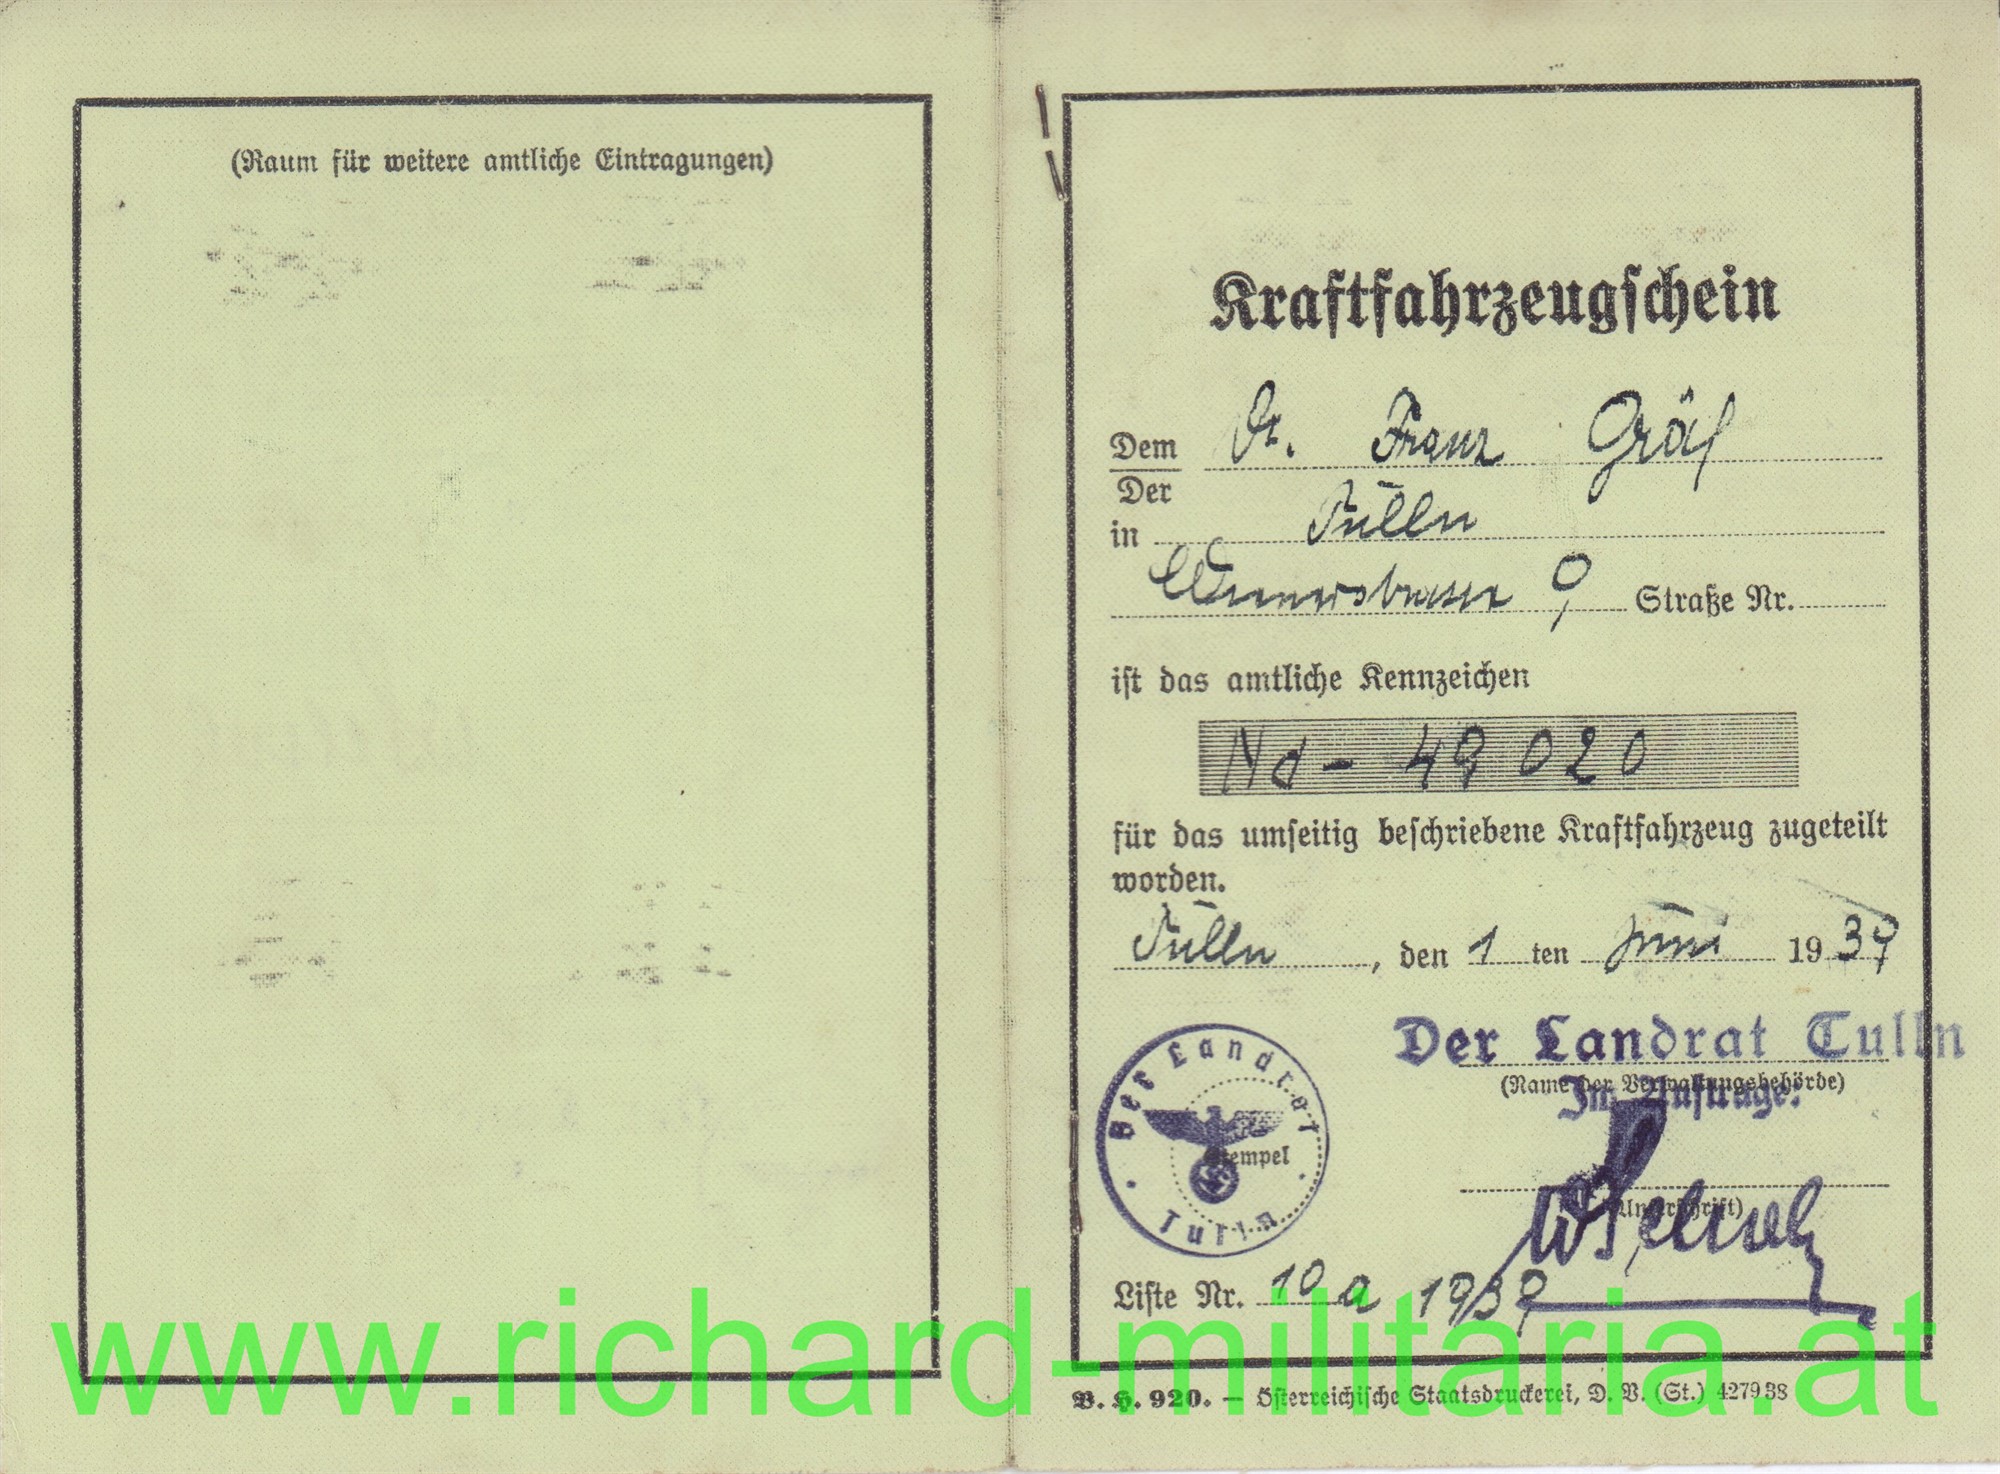 (Raum für weitere amtliche Eintragungen)
Kraftfahrzeugschein
Dem Dr. Franz Gräf
Der
in Tulln
Wienerstrasse 9 Straße Nr.
ist das amtliche Kennzeichen
Nd - 49 020
für das umseitig beschriebene Kraftfahrzeug zugeteilt
worden.
Tulln, den 1 ten Juni 1939
Der Landrat Tulln
(Name der Verwaltungsbehörde)
Im Auftrage:
Der Landrat
Stempel
Tulln
(Unterschrift)
Liste Nr. 10 a 1939
www.richard-militaria.at
V. H. 920. — Österreichische Staatsdruckerei, D. V. (St.) 4279 38